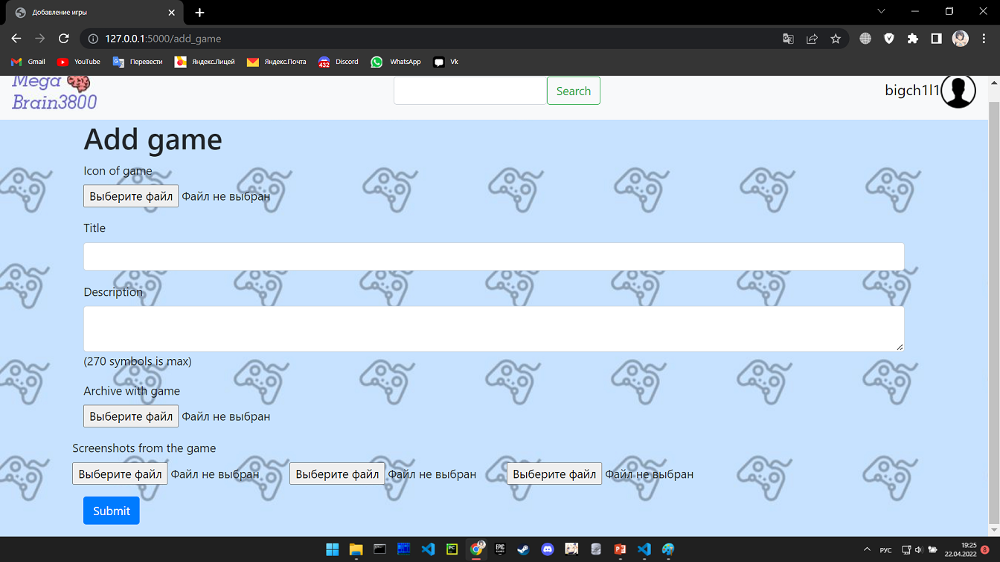 Добавление игры
127.0.0.1:5000/add_game
Gmail YouTube Перевести Яндекс.Лицей Яндекс.Почта 432 Discord WhatsApp Vk
Mega
Brain3800
Search
bigch1l1
Add game
Icon of game
Выберите файл Файл не выбран
Title
Description
(270 symbols is max)
Archive with game
Выберите файл Файл не выбран
Screenshots from the game
Выберите файл Файл не выбран Выберите файл Файл не выбран Выберите файл Файл не выбран
Submit
PC
EPIC
GAMES
РУС
19:25
22.04.2022
8